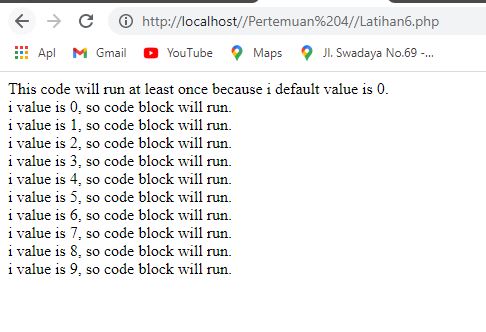 http://localhost//Pertemuan%204//Latihan6.php
Apl Gmail YouTube Maps Jl. Swadaya No.69 -...
This code will run at least once because i default value is 0.
i value is 0, so code block will run.
i value is 1, so code block will run.
i value is 2, so code block will run.
i value is 3, so code block will run.
i value is 4, so code block will run.
i value is 5, so code block will run.
i value is 6, so code block will run.
i value is 7, so code block will run.
i value is 8, so code block will run.
i value is 9, so code block will run.